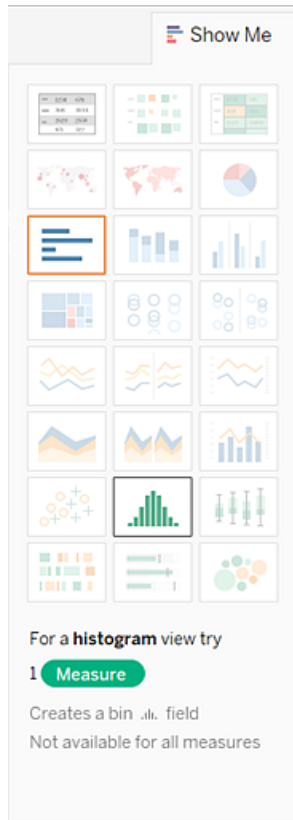 Show Me
For a histogram view try
1 Measure
Creates a bin field
Not available for all measures